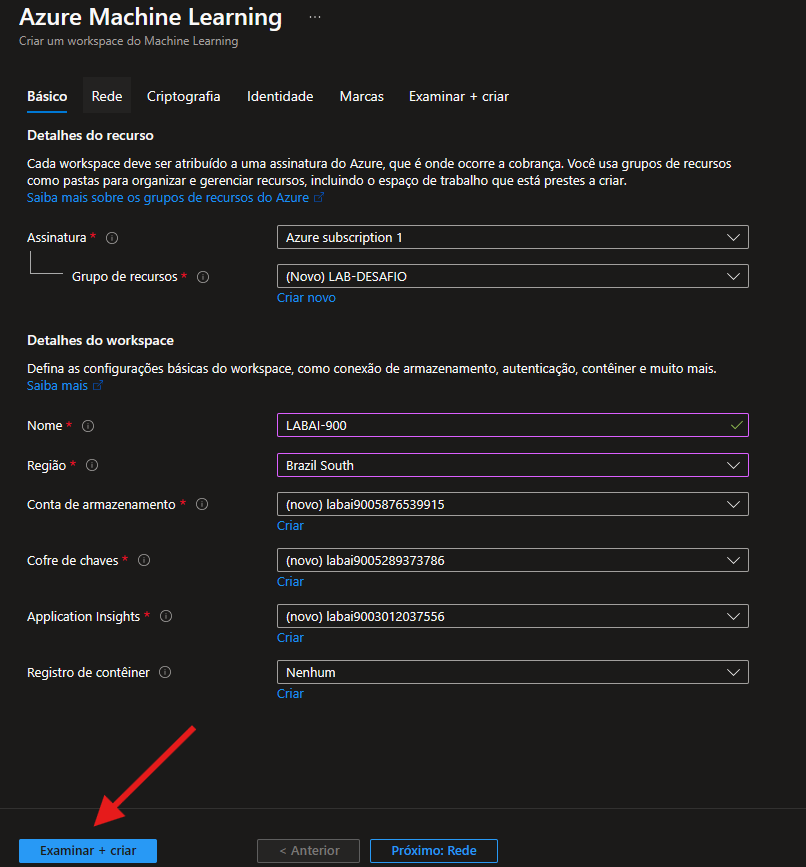 Azure Machine Learning ...
Criar um workspace do Machine Learning
Básico Rede Criptografia Identidade Marcas Examinar + criar
Detalhes do recurso
Cada workspace deve ser atribuído a uma assinatura do Azure, que é onde ocorre a cobrança. Você usa grupos de recursos
como pastas para organizar e gerenciar recursos, incluindo o espaço de trabalho que está prestes a criar.
Saiba mais sobre os grupos de recursos do Azure
Assinatura * Azure subscription 1
Grupo de recursos * (Novo) LAB-DESAFIO
Criar novo
Detalhes do workspace
Defina as configurações básicas do workspace, como conexão de armazenamento, autenticação, contêiner e muito mais.
Saiba mais
Nome * LABAI-900
Região * Brazil South
Conta de armazenamento * (novo) labai9005876539915
Criar
Cofre de chaves * (novo) labai9005289373786
Criar
Application Insights * (novo) labai9003012037556
Criar
Registro de contêiner Nenhum
Criar
Examinar + criar < Anterior Próximo: Rede